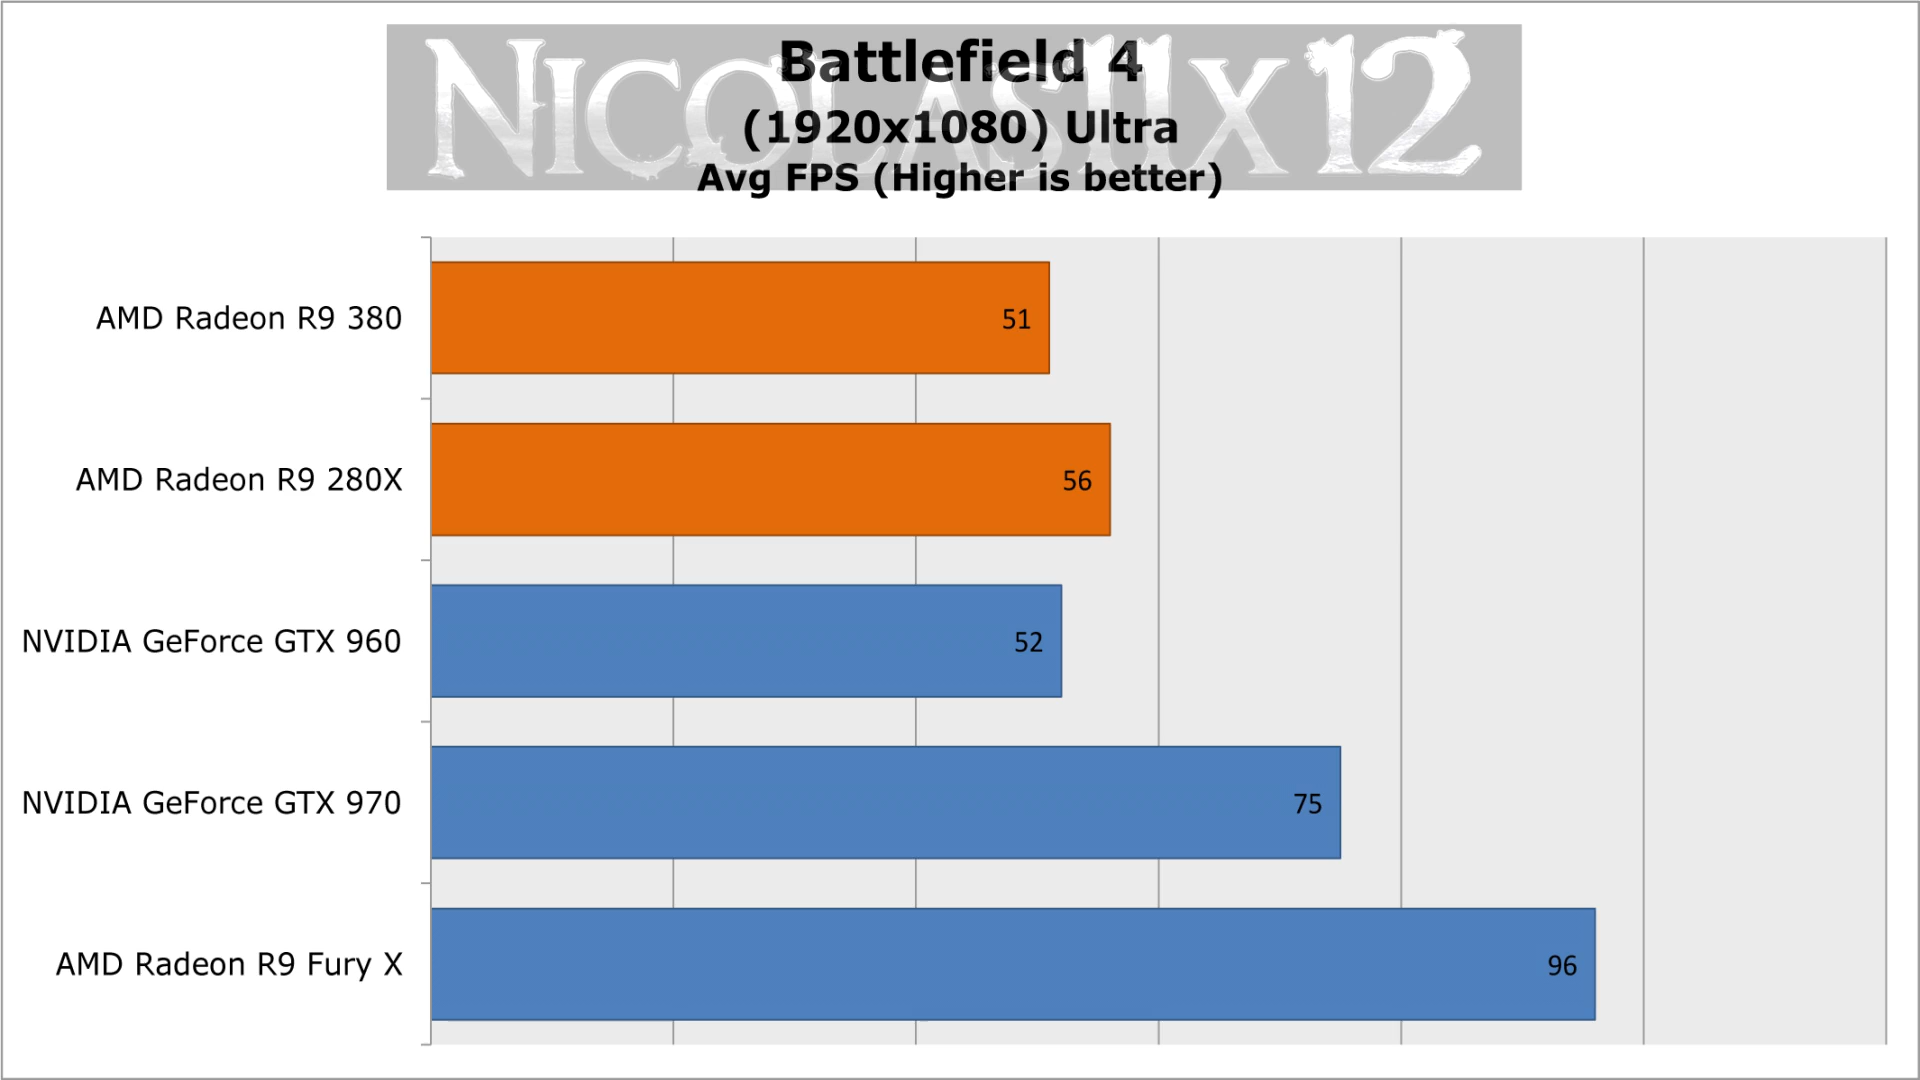 Nicolas11x12
Battlefield 4
(1920x1080) Ultra
Avg FPS (Higher is better)
AMD Radeon R9 380
51
AMD Radeon R9 280X
56
NVIDIA GeForce GTX 960
52
NVIDIA GeForce GTX 970
75
AMD Radeon R9 Fury X
96